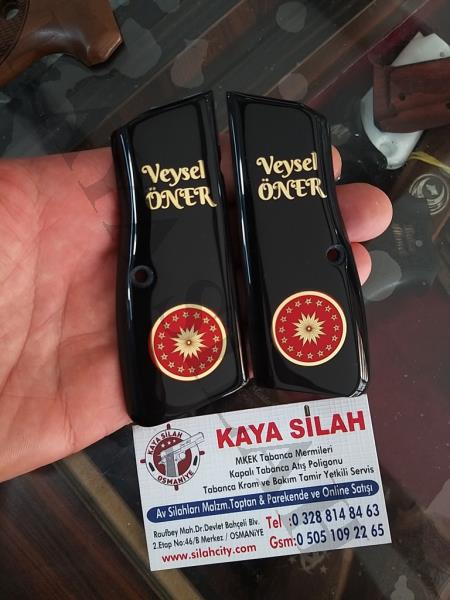 Veysel
ÖNER
Veysel
ÖNER
KAYA SİLAH
OSMANİYE
KAYA SİLAH
MKEK Tabanca Mermileri
Kapalı Tabanca Atış Poligonu
Tabanca Krom ve Bakım Tamir Yetkili Servis
Av Silahları Malzm.Toptan & Parekende ve Online Satışı
Raufbey Mah.Dr.Devlet Bahçeli Blv.
2.Etap No:46/B Merkez / OSMANİYE
www.silahcity.com
Tel :0 328 814 84 63
Gsm:0 505 109 22 65